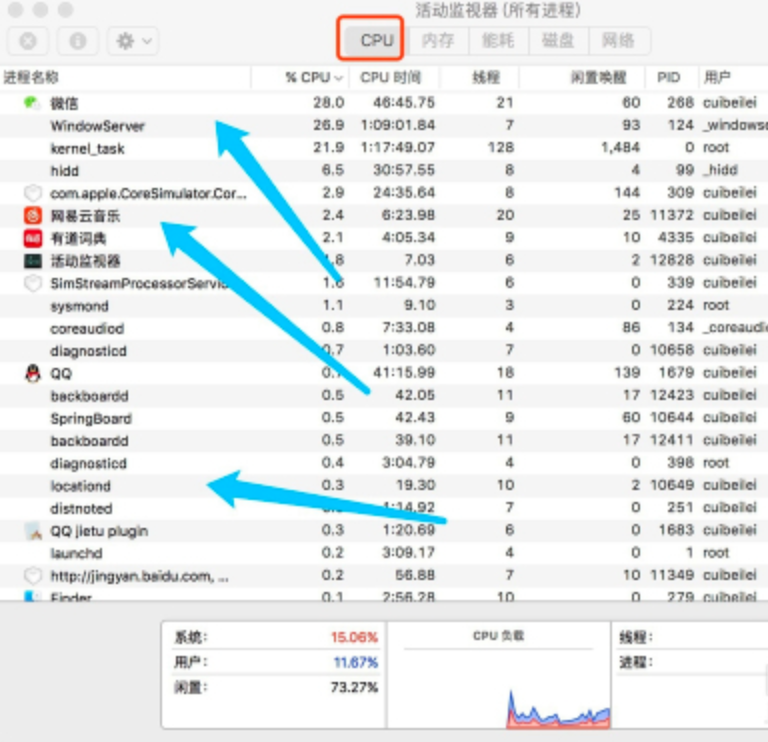 活动监视器 (所有进程)
CPU 内存 能耗 磁盘 网络
进程名称 % CPU CPU 时间 线程 闲置唤醒 PID 用户
微信 28.0 46:45.75 21 60 268 cuibeilei
WindowServer 26.9 1:09:01.84 7 93 124 _windowse
kernel_task 21.9 1:17:49.07 128 1,484 0 root
hidd 6.5 30:57.55 8 4 99 _hidd
com.apple.CoreSimulator.Cor... 2.9 24:35.64 8 144 309 cuibeilei
网易云音乐 2.4 6:23.98 20 25 11372 cuibeilei
有道词典 2.1 4:05.34 9 10 4335 cuibeilei
活动监视器 .8 7.03 6 2 12828 cuibeilei
SimStreamProcessorServic 1.6 11:54.79 6 0 339 cuibeilei
sysmond 1.1 9.10 3 0 224 root
coreaudiod 0.8 7:33.08 4 86 134 _coreaudi
diagnosticd 0.7 1:03.60 7 0 10658 cuibeilei
QQ 0.7 41:15.99 18 139 1679 cuibeilei
backboardd 0.5 42.05 11 17 12423 cuibeilei
SpringBoard 0.5 42.43 9 60 10644 cuibeilei
backboardd 0.5 39.10 11 17 12411 cuibeilei
diagnosticd 0.4 3:04.79 4 0 398 root
locationd 0.3 19.30 10 2 10649 cuibeilei
distnoted 1:14.92 7 0 251 cuibeilei
QQ jietu plugin 0.3 1:20.69 6 0 1683 cuibeilei
launchd 0.2 3:09.17 4 0 1 root
http://jingyan.baidu.com, ... 0.2 56.88 7 10 11349 cuibeilei
Finder 0.1 2:56.28 10 0 279 cuibeilei
系统: 15.06% CPU 负载 线程:
用户: 11.67% 进程:
闲置: 73.27%